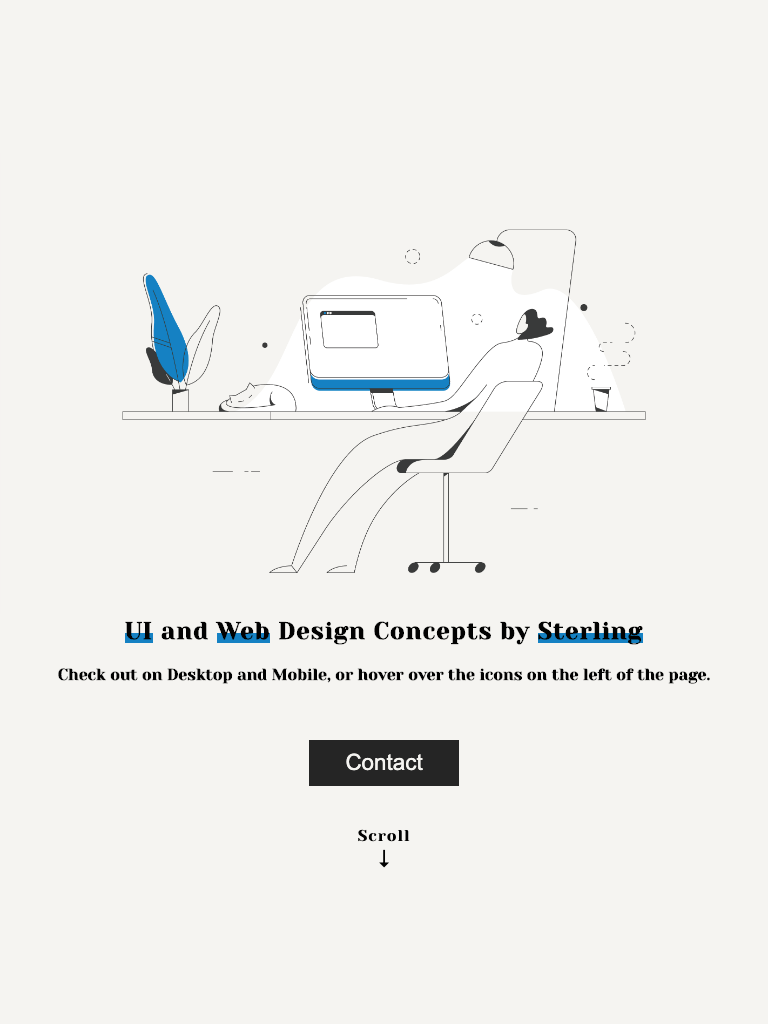 UI and Web Design Concepts by Sterling
Check out on Desktop and Mobile, or hover over the icons on the left of the page.
Contact
Scroll